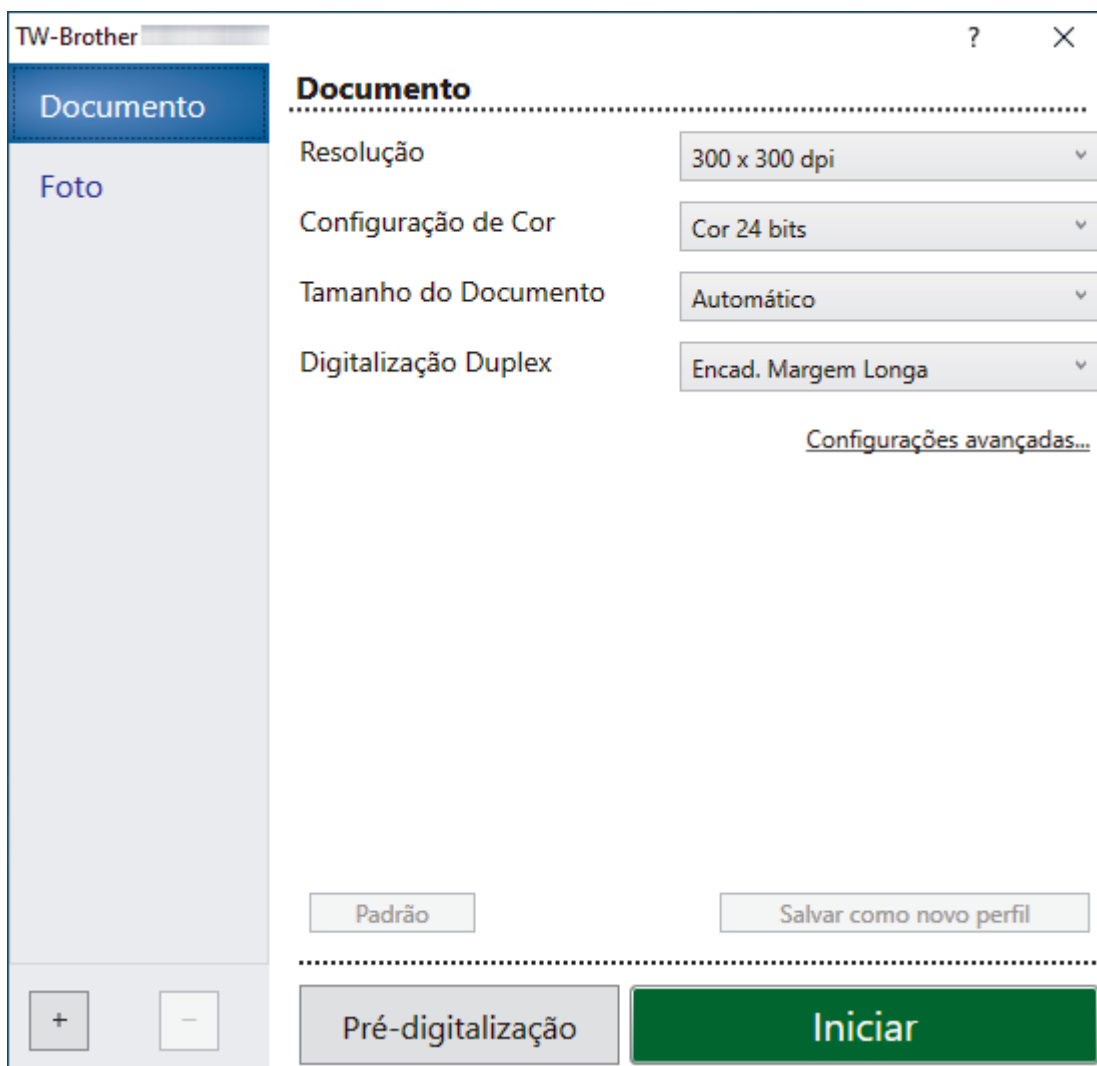 TW-Brother
?
Documento
Foto
Documento
Resolução
300 x 300 dpi
Configuração de Cor
Cor 24 bits
Tamanho do Documento
Automático
Digitalização Duplex
Encad. Margem Longa
Configurações avançadas...
Padrão
Salvar como novo perfil
+
−
Pré-digitalização
Iniciar